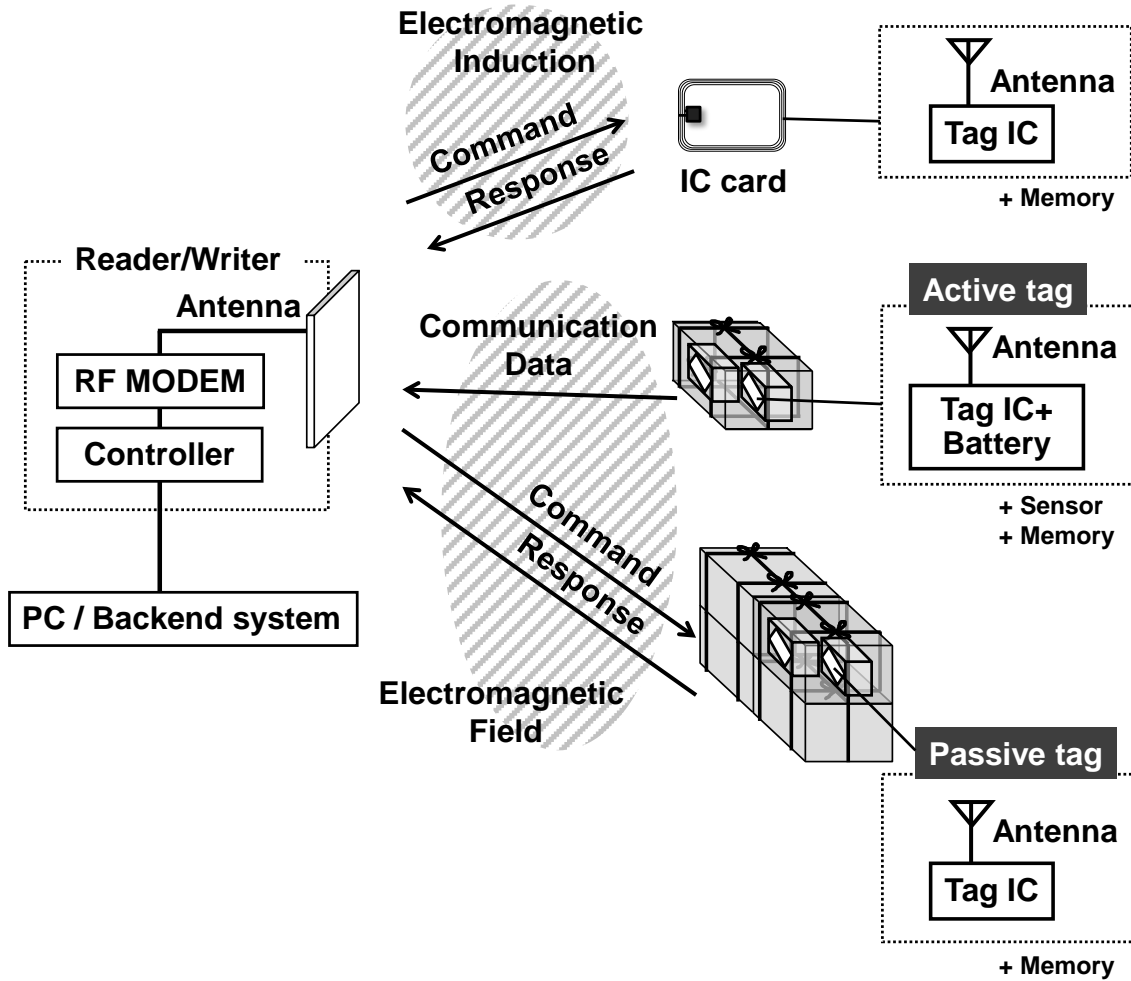 Electromagnetic
Induction
Command
Response
IC card
Antenna
Tag IC
+ Memory
Reader/Writer
Antenna
RF MODEM
Controller
PC / Backend system
Communication
Data
Active tag
Antenna
Tag IC+
Battery
+ Sensor
+ Memory
Command
Response
Electromagnetic
Field
Passive tag
Antenna
Tag IC
+ Memory